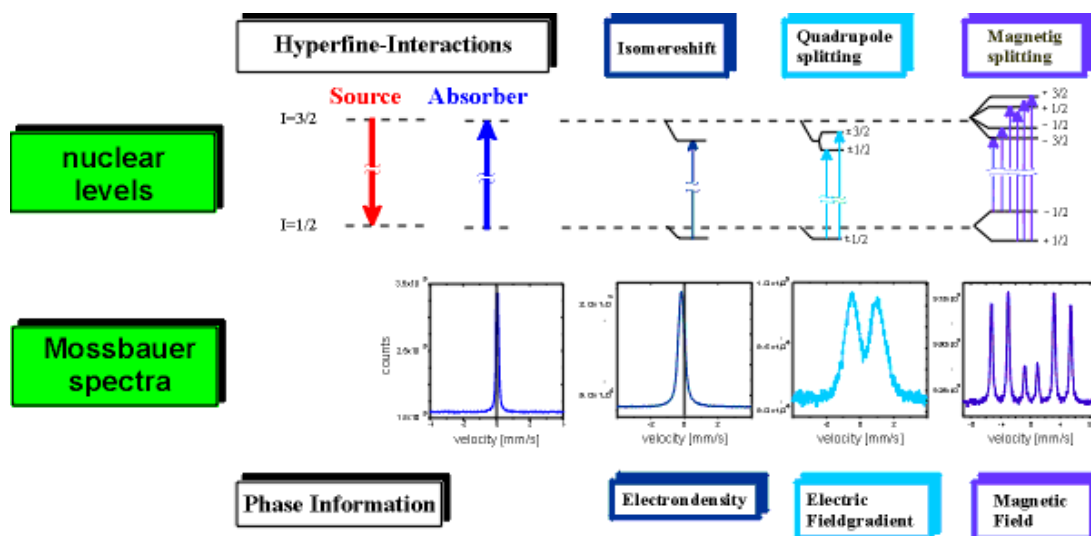 Hyperfine-Interactions
Isomereshift
Quadrupole
splitting
Magnetig
splitting
nuclear
levels
Source
Absorber
I=3/2
I=1/2
±3/2
±1/2
±1/2
+ 3/2
+ 1/2
- 1/2
- 3/2
- 1/2
+ 1/2
Mossbauer
spectra
counts
velocity [mm/s]
velocity [mm/s]
velocity [mm/s]
velocity [mm/s]
Phase Information
Electrondensity
Electric
Fieldgradient
Magnetic
Field